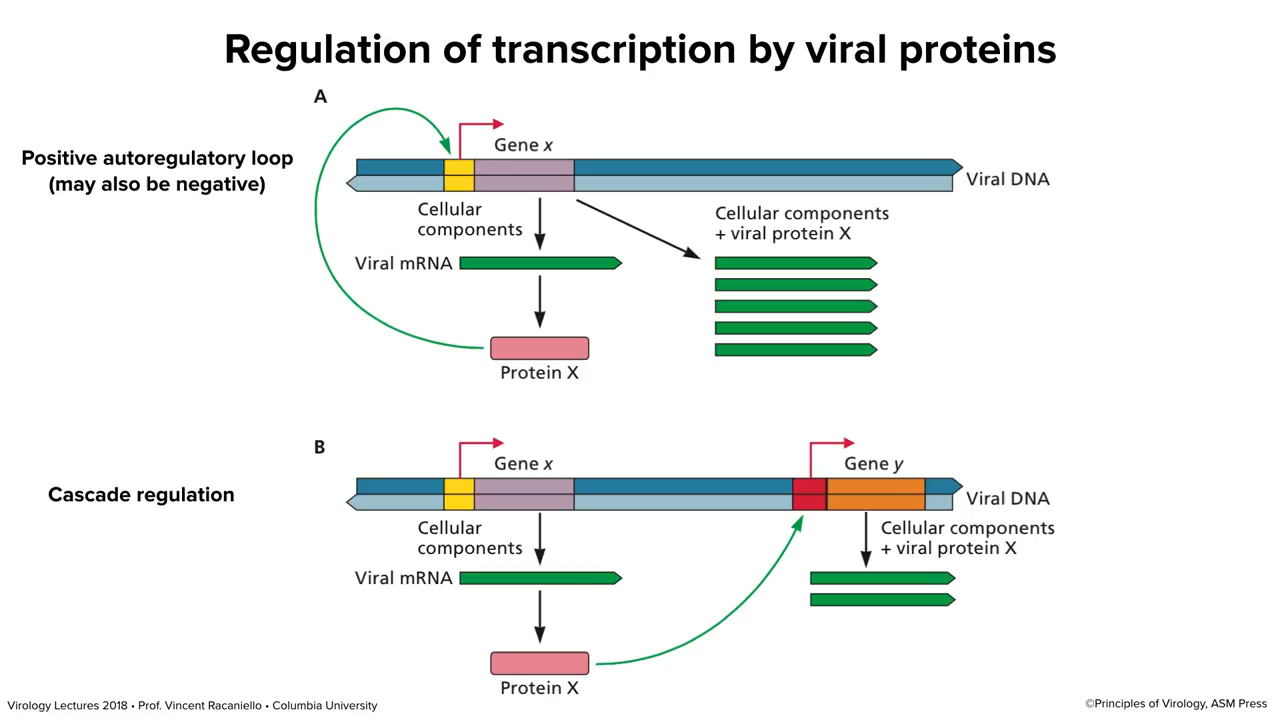 Regulation of transcription by viral proteins
A
Positive autoregulatory loop
(may also be negative)
Gene x
Viral DNA
Cellular
components
Cellular components
+ viral protein X
Viral mRNA
Protein X
B
Cascade regulation
Gene x
Gene y
Viral DNA
Cellular
components
Cellular components
+ viral protein X
Viral mRNA
Protein X
Virology Lectures 2018 • Prof. Vincent Racaniello • Columbia University
©Principles of Virology, ASM Press